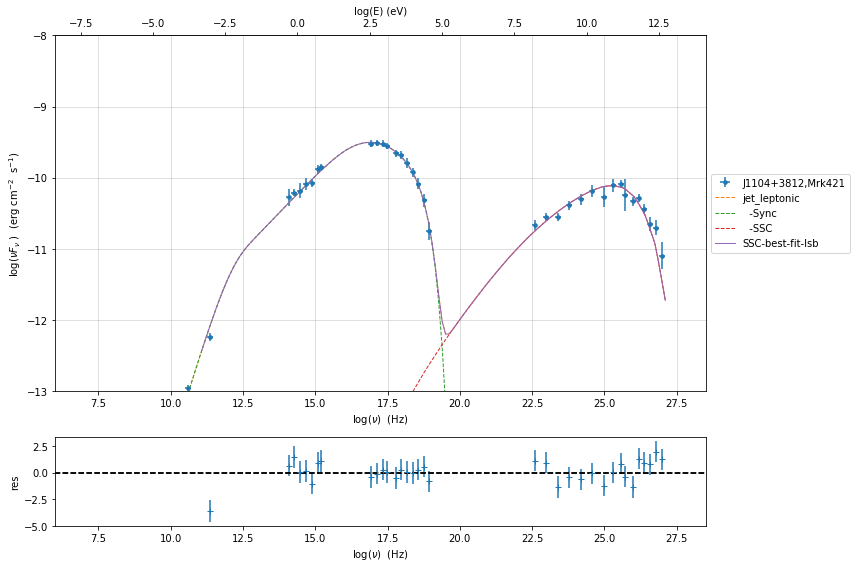 log(E) (eV)
−7.5 −5.0 −2.5 0.0 2.5 5.0 7.5 10.0 12.5
−8
−9
−10
−11
−12
−13
log(νFν ) (erg cm⁻² s⁻¹)
7.5 10.0 12.5 15.0 17.5 20.0 22.5 25.0 27.5
log(ν) (Hz)
J1104+3812,Mrk421
jet_leptonic
-Sync
-SSC
SSC-best-fit-lsb
2.5
0.0
−2.5
−5.0
res
7.5 10.0 12.5 15.0 17.5 20.0 22.5 25.0 27.5
log(ν) (Hz)